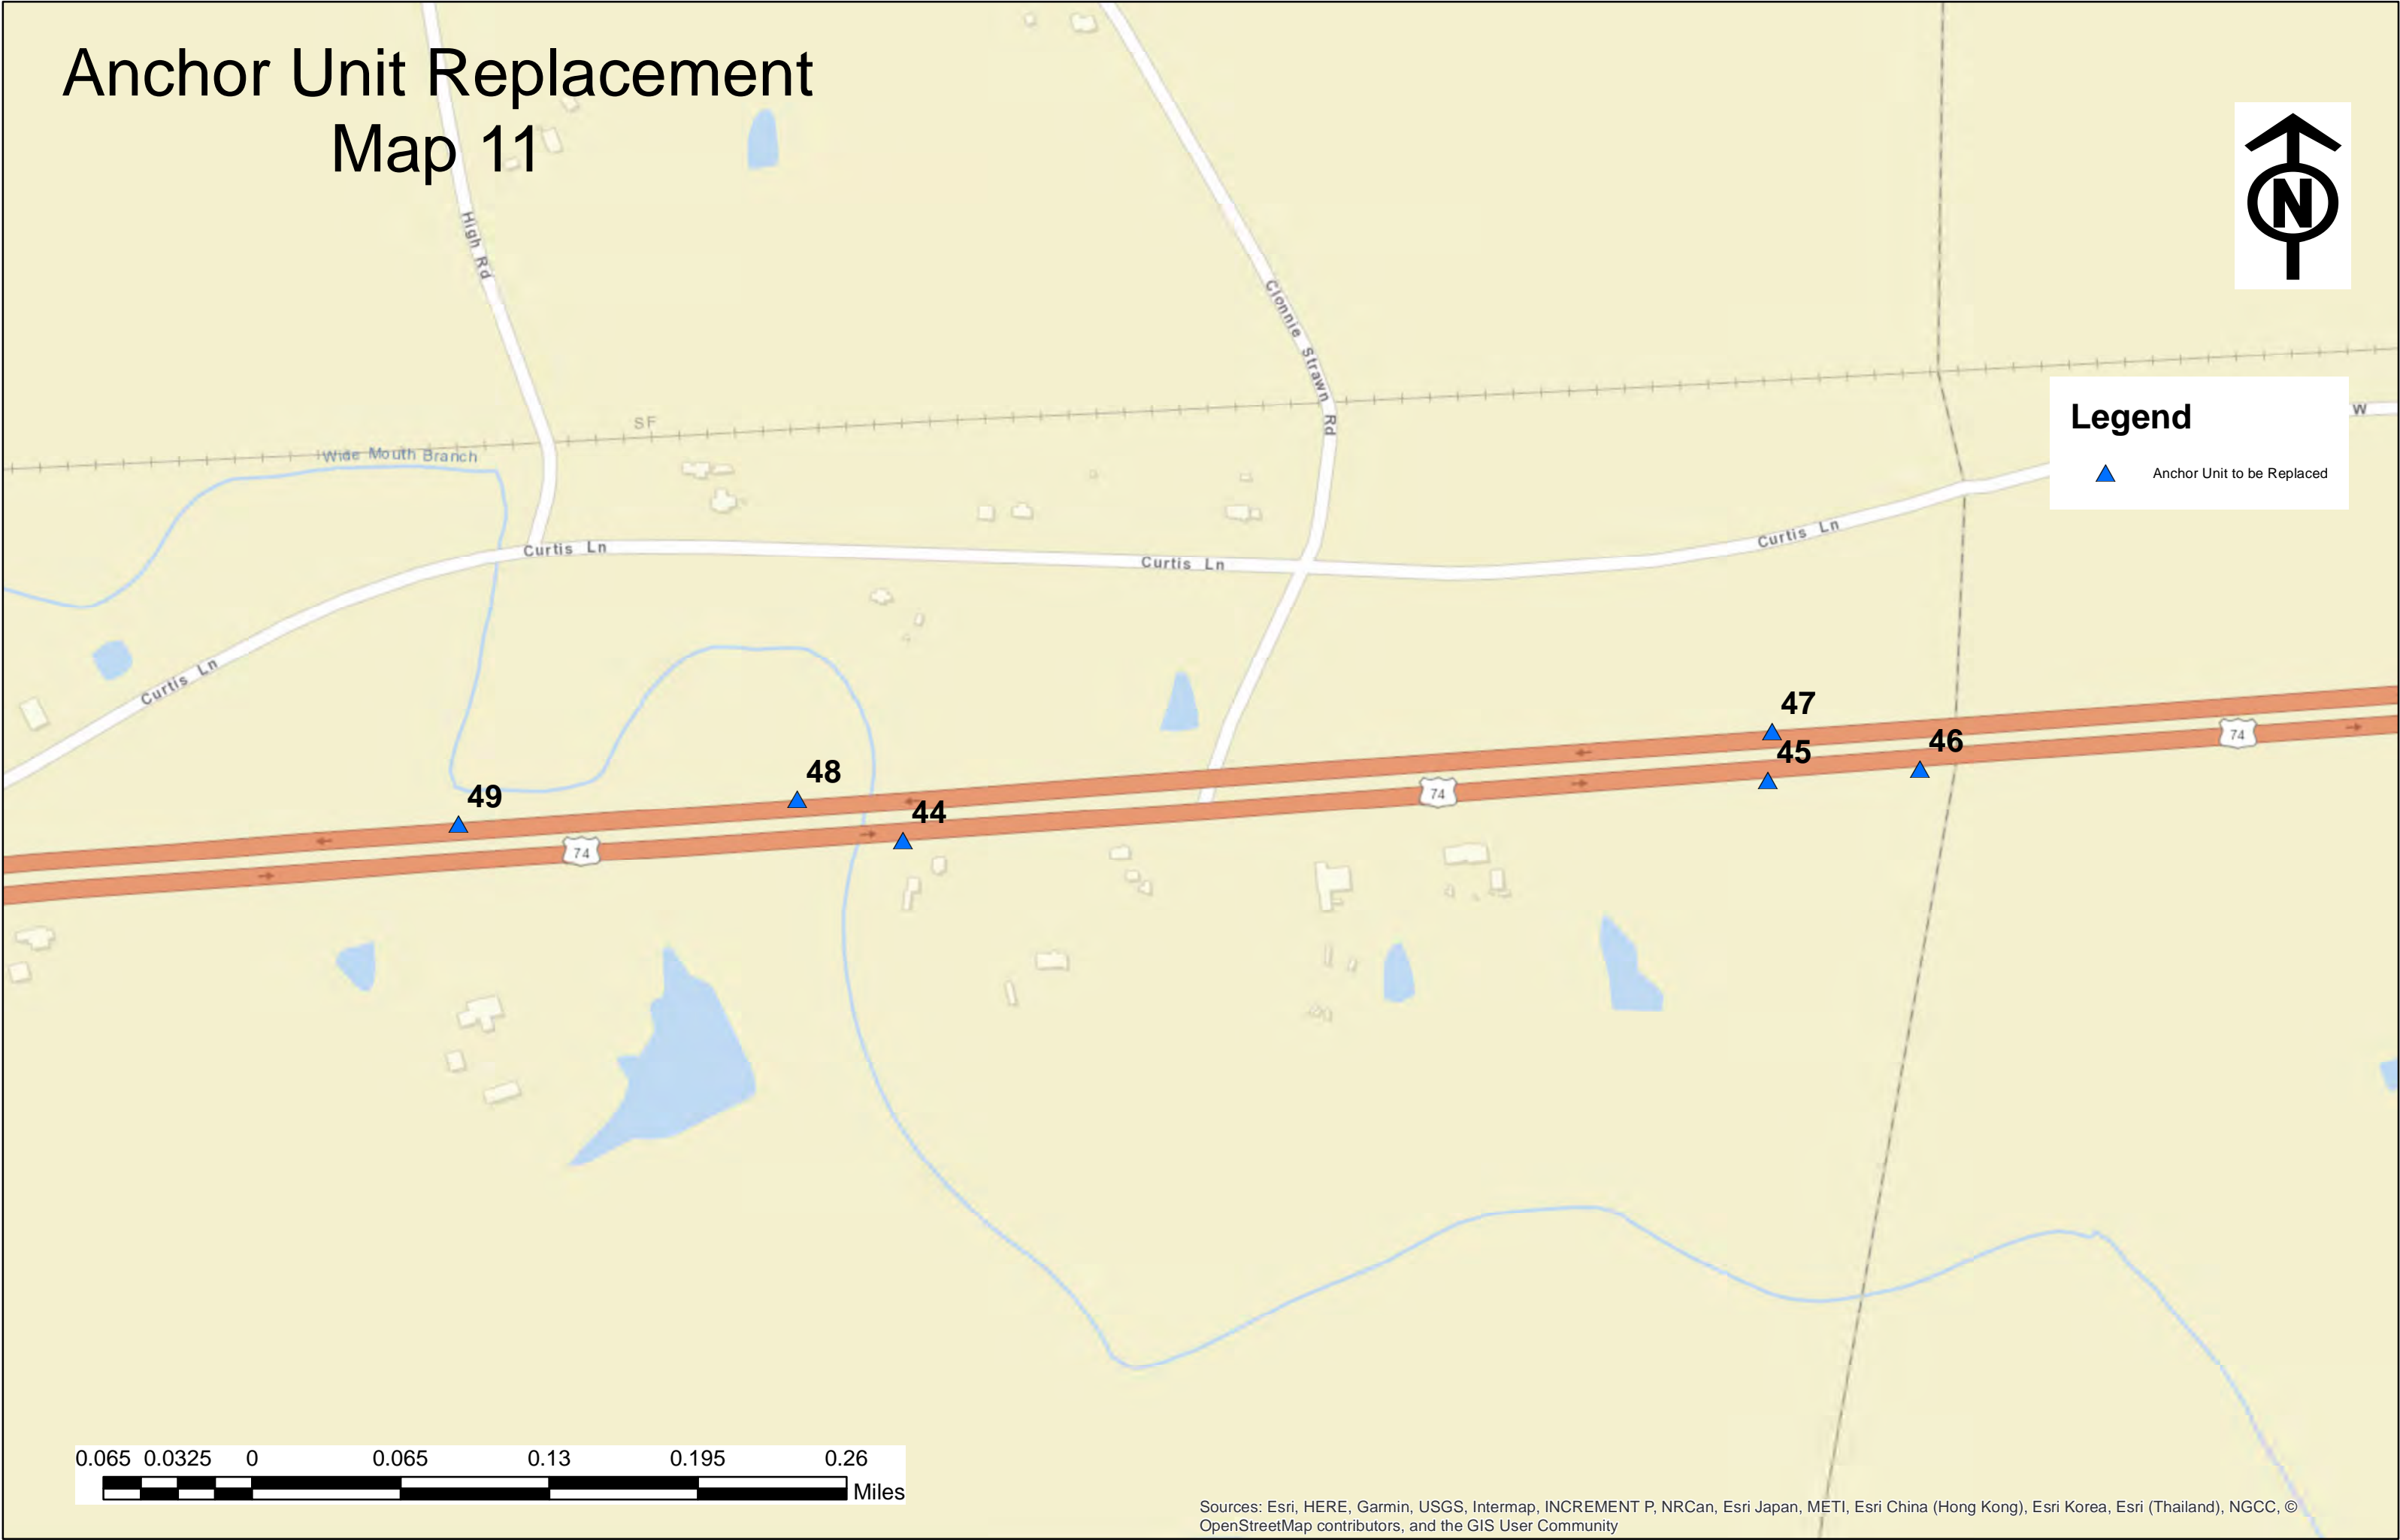 Anchor Unit Replacement
Map 11
N
High Rd
Clonnie Strawn Rd
SF
Wide Mouth Branch
Legend
Anchor Unit to be Replaced
W
Curtis Ln
Curtis Ln
Curtis Ln
Curtis Ln
47
45
46
74
48
74
49
44
74
0.065 0.0325 0 0.065 0.13 0.195 0.26
Miles
Sources: Esri, HERE, Garmin, USGS, Intermap, INCREMENT P, NRCan, Esri Japan, METI, Esri China (Hong Kong), Esri Korea, Esri (Thailand), NGCC, ©
OpenStreetMap contributors, and the GIS User Community